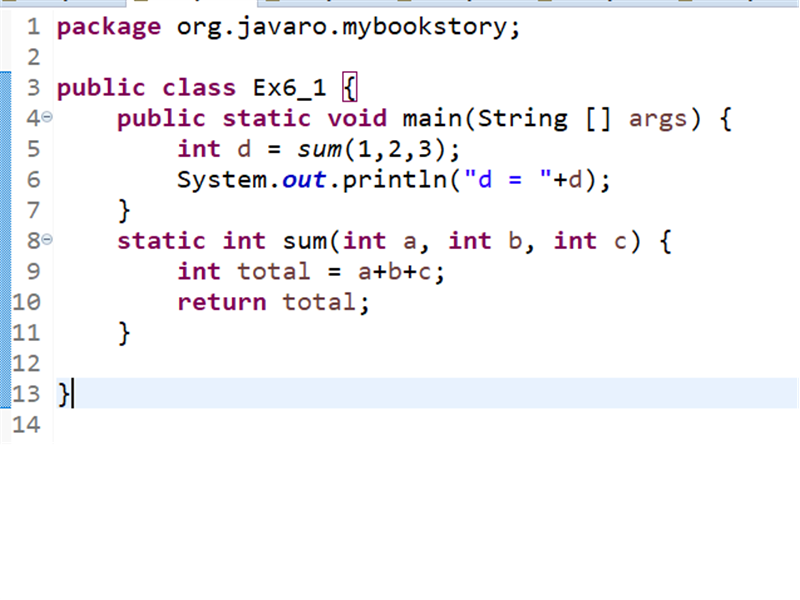 1 package org.javaro.mybookstory;
2
3 public class Ex6_1 {
4 public static void main(String [] args) {
5 int d = sum(1,2,3);
6 System.out.println("d = "+d);
7 }
8 static int sum(int a, int b, int c) {
9 int total = a+b+c;
10 return total;
11 }
12
13 }
14